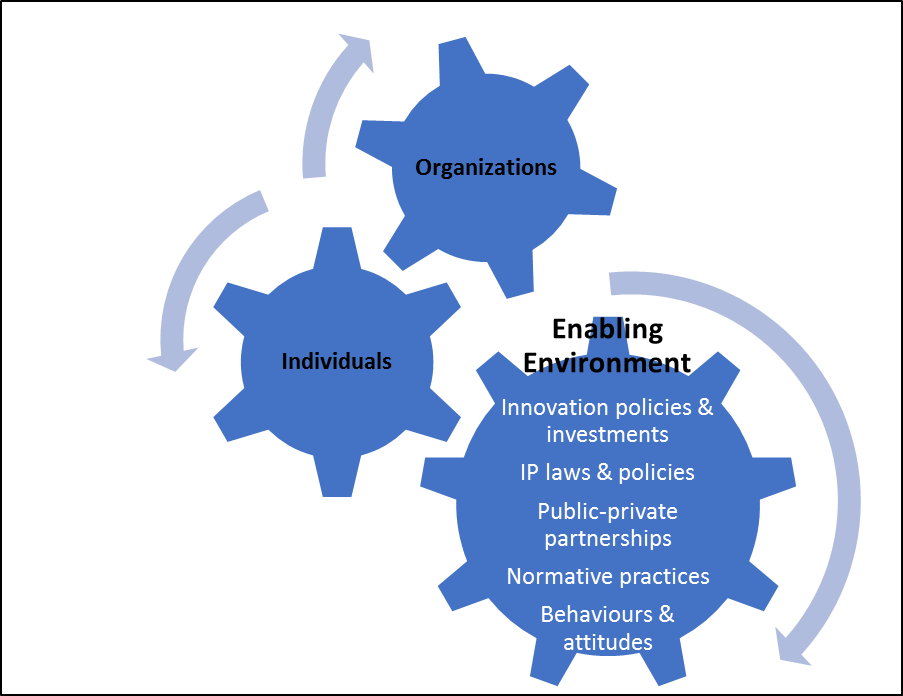 Organizations
Individuals
Enabling
Environment
Innovation policies &
investments
IP laws & policies
Public-private
partnerships
Normative practices
Behaviours &
attitudes